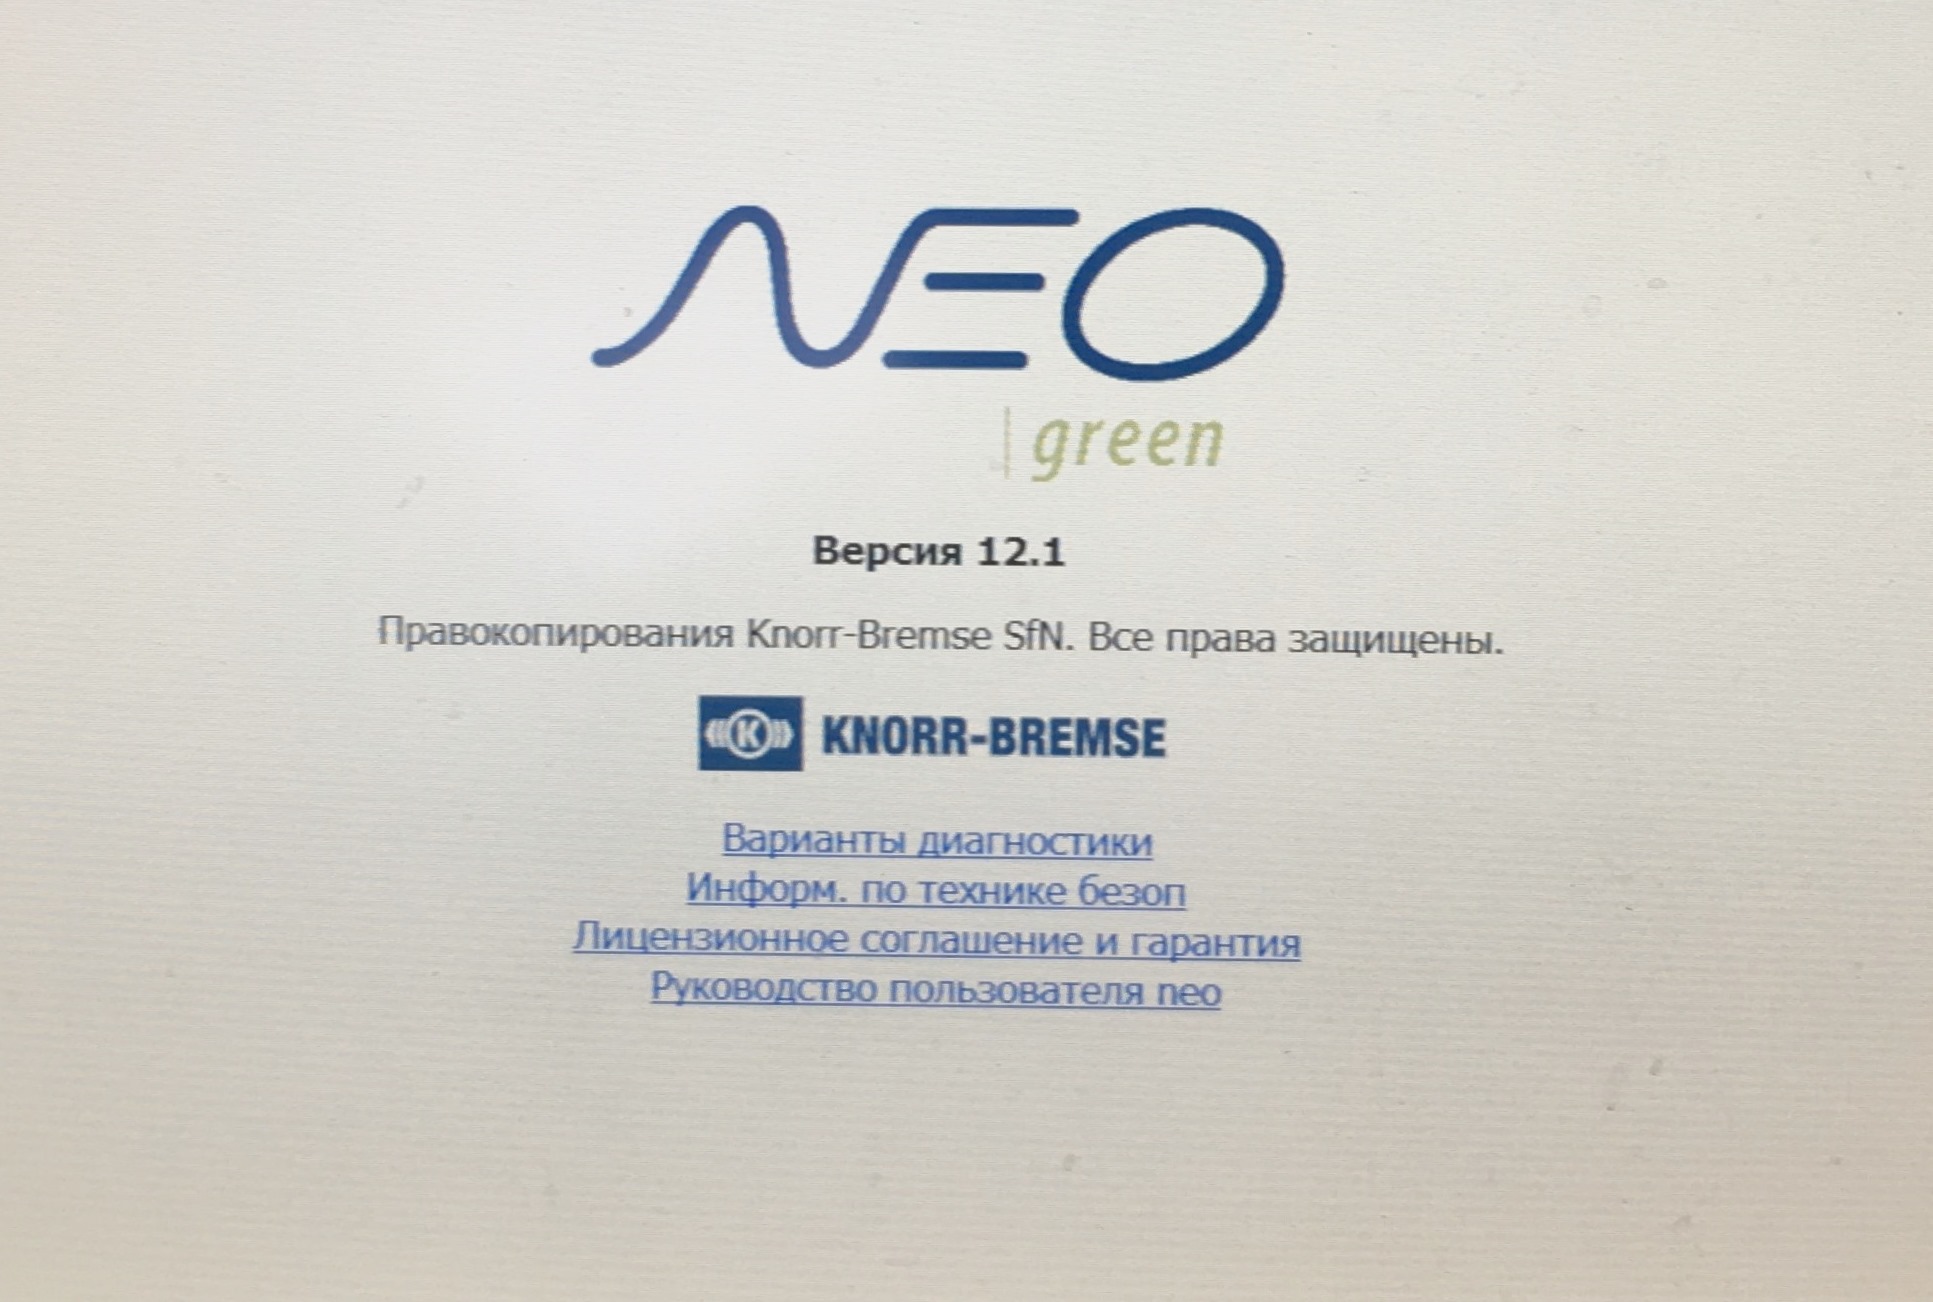 NEO
green
Версия 12.1
Правокопирования Knorr-Bremse SfN. Все права защищены.
K KNORR-BREMSE
Варианты диагностики
Информ. по технике безоп
Лицензионное соглашение и гарантия
Руководство пользователя neo